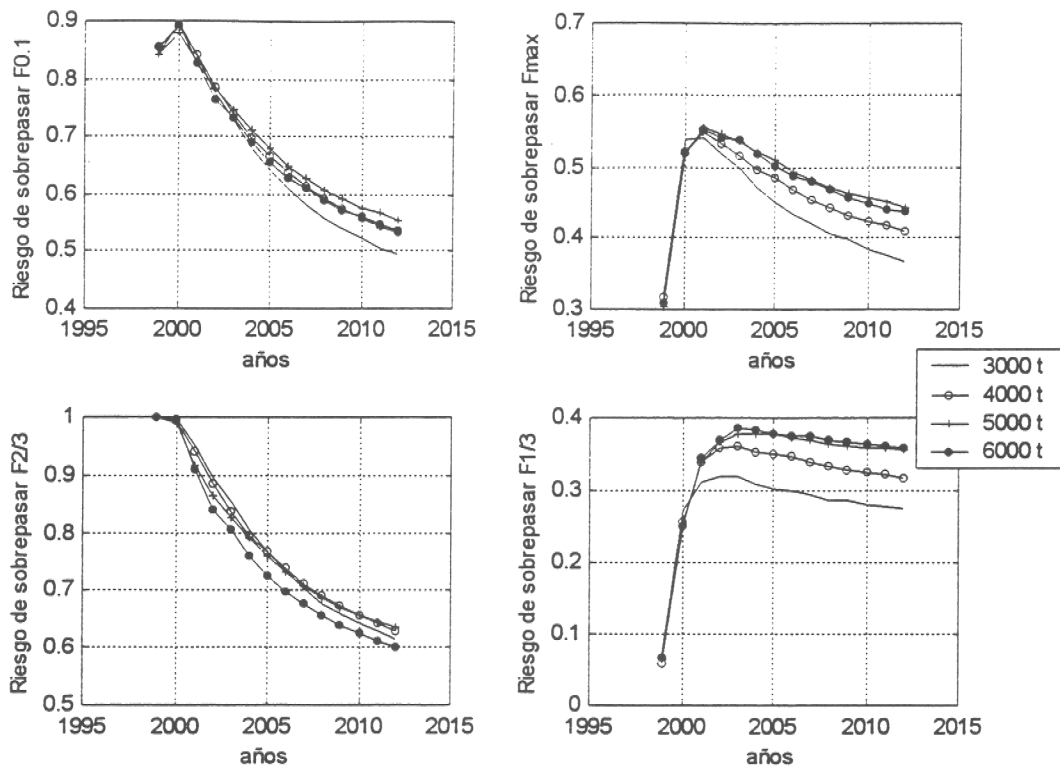 Riesgo de sobrepasar F0.1
0.9
0.8
0.7
0.6
0.5
0.4
1995 2000 2005 2010 2015
años
Riesgo de sobrepasar Fmax
0.7
0.6
0.5
0.4
0.3
1995 2000 2005 2010 2015
años
3000 t
4000 t
5000 t
6000 t
Riesgo de sobrepasar F2/3
1
0.9
0.8
0.7
0.6
0.5
1995 2000 2005 2010 2015
años
Riesgo de sobrepasar F1/3
0.4
0.3
0.2
0.1
0
1995 2000 2005 2010 2015
años